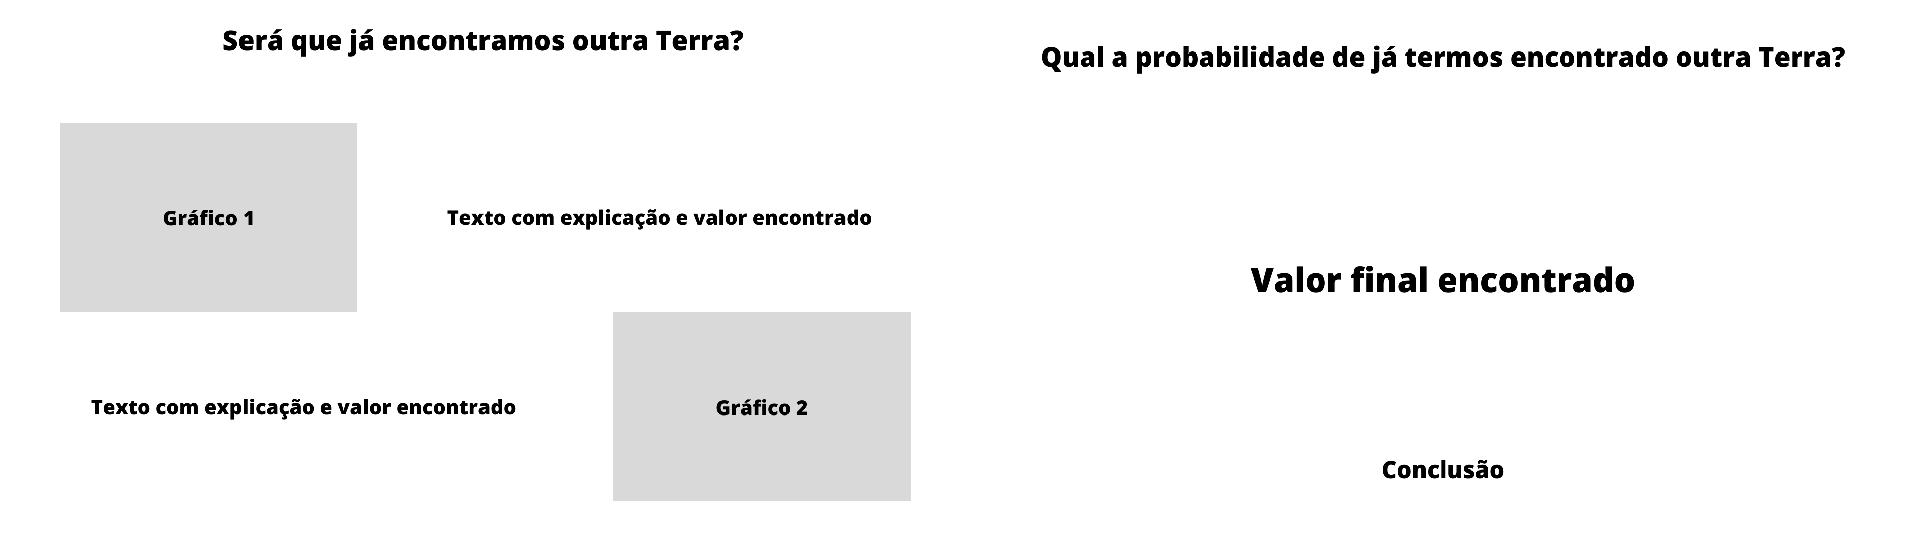 Será que já encontramos outra Terra?
Gráfico 1
Texto com explicação e valor encontrado
Texto com explicação e valor encontrado
Gráfico 2
Qual a probabilidade de já termos encontrado outra Terra?
Valor final encontrado
Conclusão